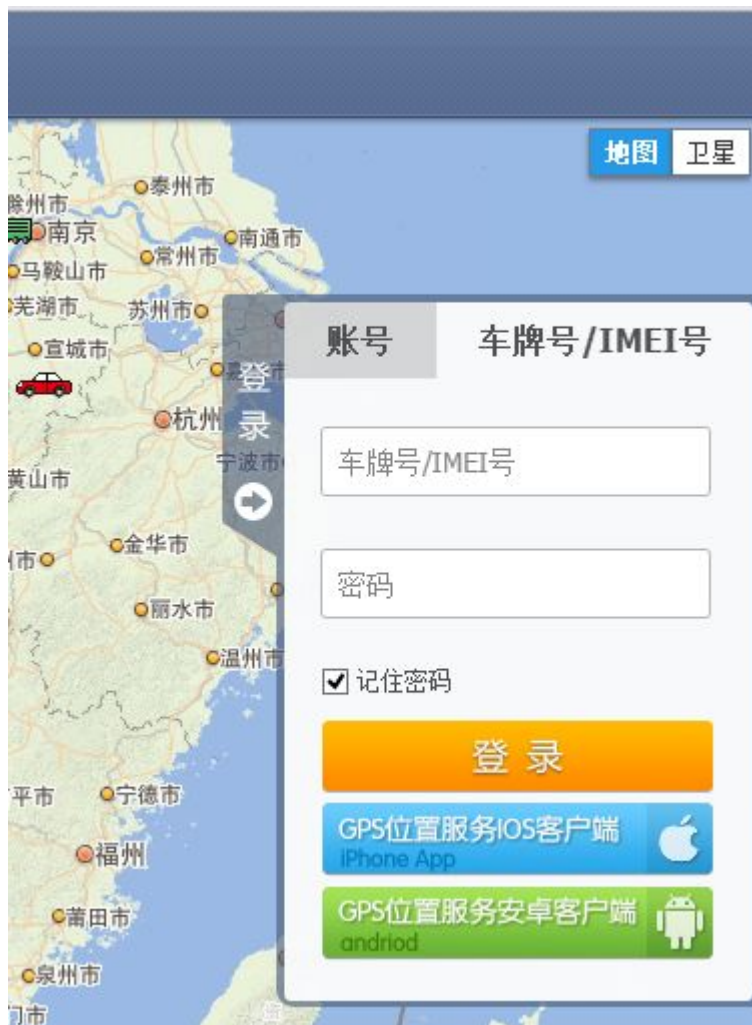 地图 卫星
泰州市
滁州市
南京
南通市
常州市
马鞍山市
芜湖市
苏州市
宣城市
杭州
宁波市
黄山市
金华市
丽水市
温州市
平市
宁德市
福州
莆田市
泉州市
门市
登录
账号 车牌号/IMEI号
车牌号/IMEI号
密码
记住密码
登 录
GPS位置服务IOS客户端
iPhone App
GPS位置服务安卓客户端
andriod